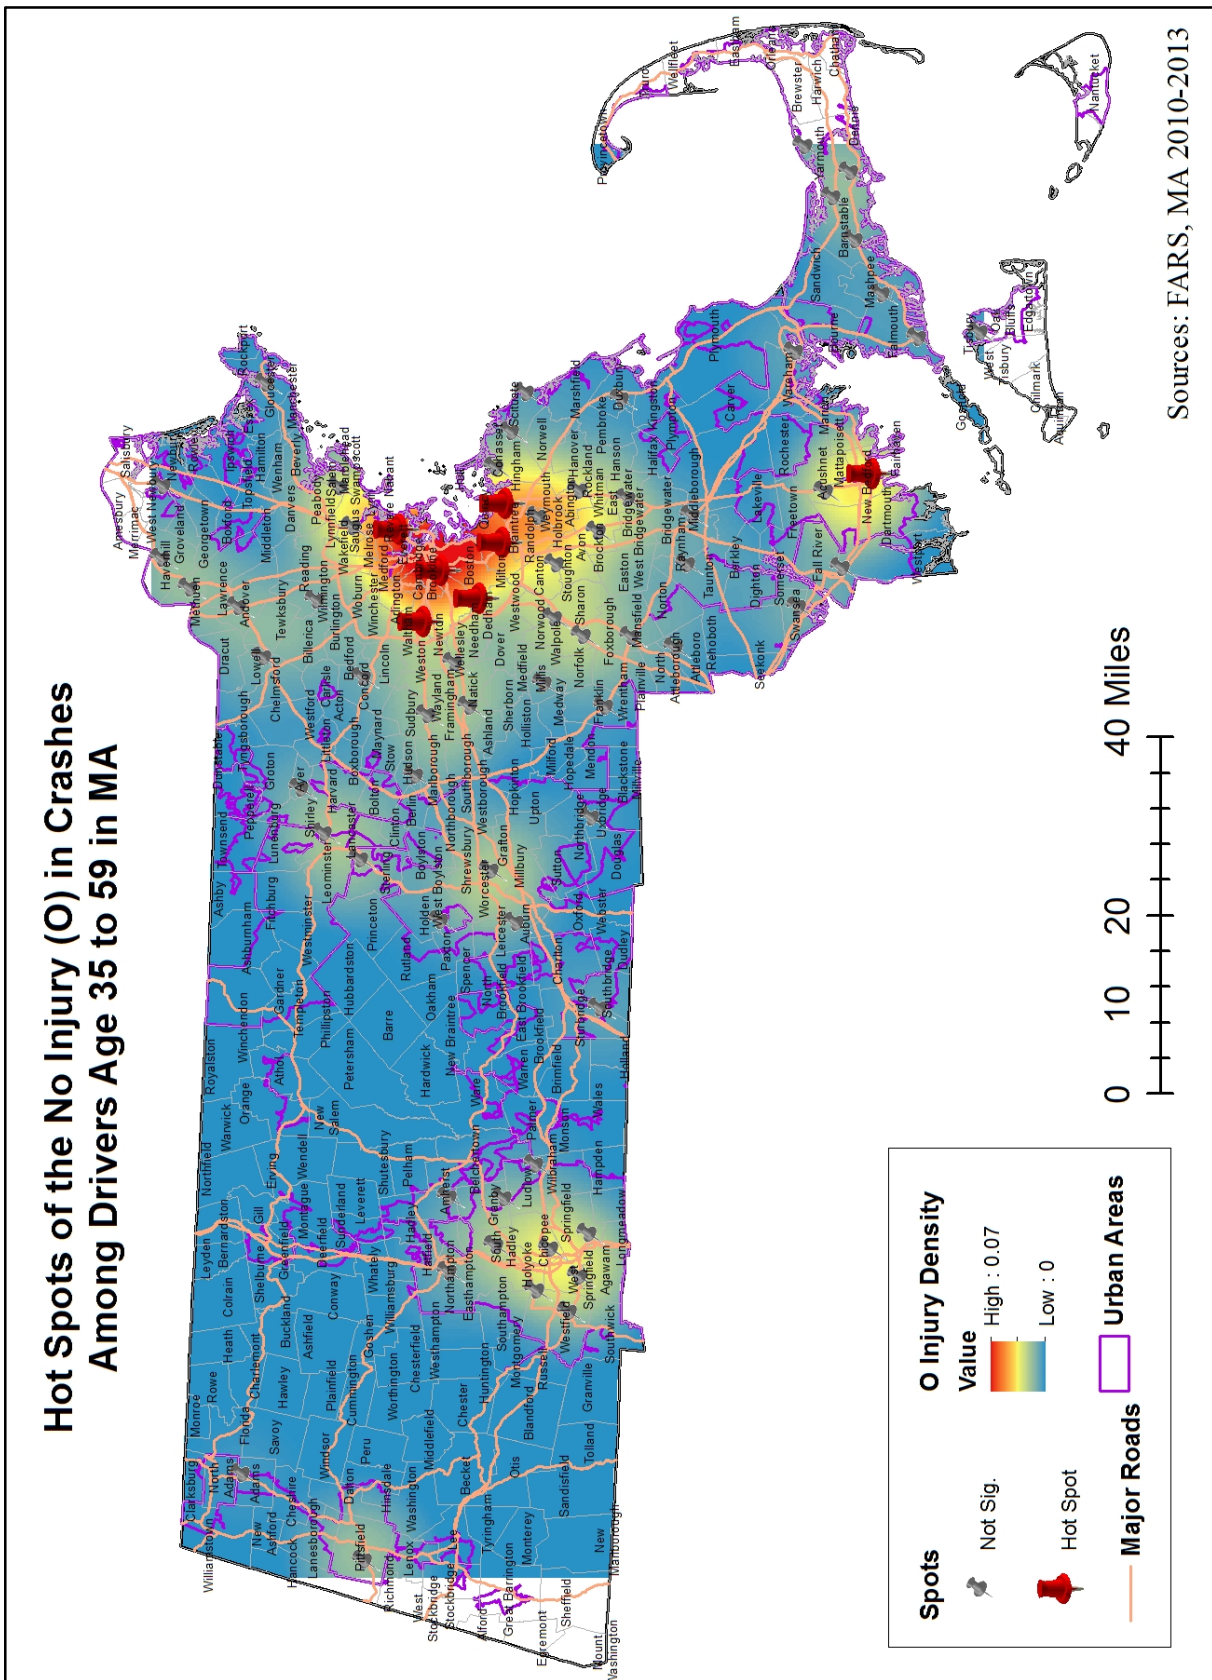 Hot Spots of the No Injury (O) in Crashes
Among Drivers Age 35 to 59 in MA
Clarksburg
Williamstown
North
Adams
Adams
New
Ashford
Hancock
Cheshire
Lanesborough
Pittsfield
Dalton
Hinsdale
Richmond
Lenox
Washington
West
Stockbridge
Stockbridge
Lee
Alford
Great Barrington
Egremont
Sheffield
Mount
Washington
New
Marlborough
Monterey
Tyringham
Becket
Otis
Sandisfield
Tolland
Monroe
Rowe
Florida
Savoy
Windsor
Peru
Middlefield
Heath
Charlemont
Hawley
Plainfield
Cummington
Worthington
Chesterfield
Chester
Huntington
Blandford
Granville
Russell
Montgomery
Westfield
Southwick
Leyden
Bernardston
Colrain
Gill
Shelburne
Greenfield
Buckland
Ashfield
Conway
Deerfield
Goshen
Williamsburg
Whately
Hatfield
Westhampton
Northampton
Easthampton
Southampton
Holyoke
West
Springfield
Agawam
Northfield
Warwick
Erving
Montague
Wendell
Sunderland
Leverett
Shutesbury
Hadley
Pelham
Amherst
Belchertown
Granby
South
Hadley
Chicopee
Ludlow
Springfield
Wilbraham
Longmeadow
Hampden
Monson
Palmer
Wales
Royalston
Orange
Athol
New
Salem
Petersham
Phillipston
Winchendon
Templeton
Gardner
Hubbardston
Barre
Hardwick
Ware
New Braintree
Oakham
Rutland
Warren
Brimfield
Holland
Brookfield
East Brookfield
North
Brookfield
Spencer
Sturbridge
Southbridge
Charlton
Dudley
Ashburnham
Ashby
Fitchburg
Westminster
Princeton
Leominster
Lunenburg
Townsend
Pepperell
Groton
Dunstable
Tyngsborough
Shirley
Ayer
Harvard
Lancaster
Sterling
Clinton
Bolton
Berlin
Boylston
West Boylston
Holden
Paxton
Leicester
Worcester
Shrewsbury
Northborough
Westborough
Southborough
Marlborough
Hudson
Auburn
Millbury
Grafton
Oxford
Webster
Sutton
Douglas
Northbridge
Uxbridge
Upton
Hopkinton
Milford
Hopedale
Mendon
Blackstone
Millville
Dracut
Lowell
Chelmsford
Westford
Littleton
Boxborough
Acton
Carlisle
Maynard
Stow
Sudbury
Wayland
Framingham
Ashland
Holliston
Sherborn
Natick
Medway
Millis
Medfield
Franklin
Wrentham
Plainville
Concord
Bedford
Lincoln
Billerica
Burlington
Tewksbury
Wilmington
Andover
Lawrence
Methuen
Haverhill
Reading
Woburn
Winchester
Arlington
Waltham
Weston
Newton
Wellesley
Needham
Dover
Dedham
Westwood
Norwood
Walpole
Norfolk
Foxborough
Sharon
Canton
Mansfield
North
Attleborough
Attleboro
Norton
Rehoboth
Seekonk
Amesbury
Merrimac
West Newbury
Salisbury
Groveland
Georgetown
Rowley
Boxford
Ipswich
Topsfield
Hamilton
Middleton
Wenham
Danvers
Beverly
Manchester
Gloucester
Rockport
Peabody
Salem
Marblehead
Lynnfield
Swampscott
Saugus
Nahant
Wakefield
Melrose
Medford
Revere
Everett
Cambridge
Brookline
Boston
Milton
Braintree
Randolph
Weymouth
Holbrook
Hull
Hingham
Cohasset
Scituate
Norwell
Hanover
Marshfield
Rockland
Abington
Pembroke
Duxbury
Stoughton
Avon
Brockton
Whitman
Hanson
East
Bridgewater
West Bridgewater
Bridgewater
Easton
Halifax
Kingston
Plympton
Plymouth
Carver
Middleborough
Raynham
Taunton
Berkley
Dighton
Somerset
Swansea
Lakeville
Freetown
Fall River
Rochester
Wareham
Marion
Mattapoisett
Acushnet
Fairhaven
Dartmouth
Westport
Bourne
Sandwich
Falmouth
Mashpee
Barnstable
Yarmouth
Dennis
Brewster
Harwich
Chatham
Orleans
Eastham
Wellfleet
Truro
Provincetown
Gosnold
Tisbury
West
Tisbury
Oak
Bluffs
Edgartown
Chilmark
Aquinnah
Nantucket
Spots
Not Sig.
Hot Spot
Major Roads
O Injury Density
Value
High : 0.07
Low : 0
Urban Areas
0 10 20 40 Miles
Sources: FARS, MA 2010-2013